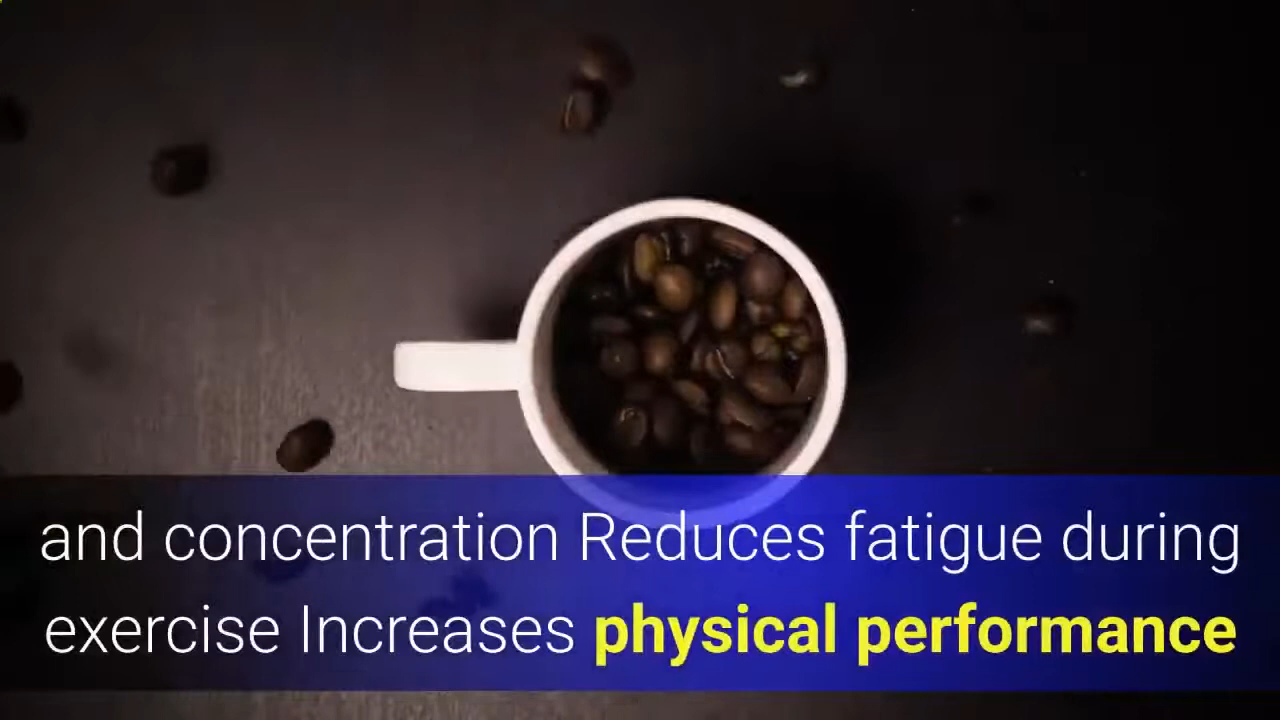 and concentration Reduces fatigue during
exercise Increases physical performance